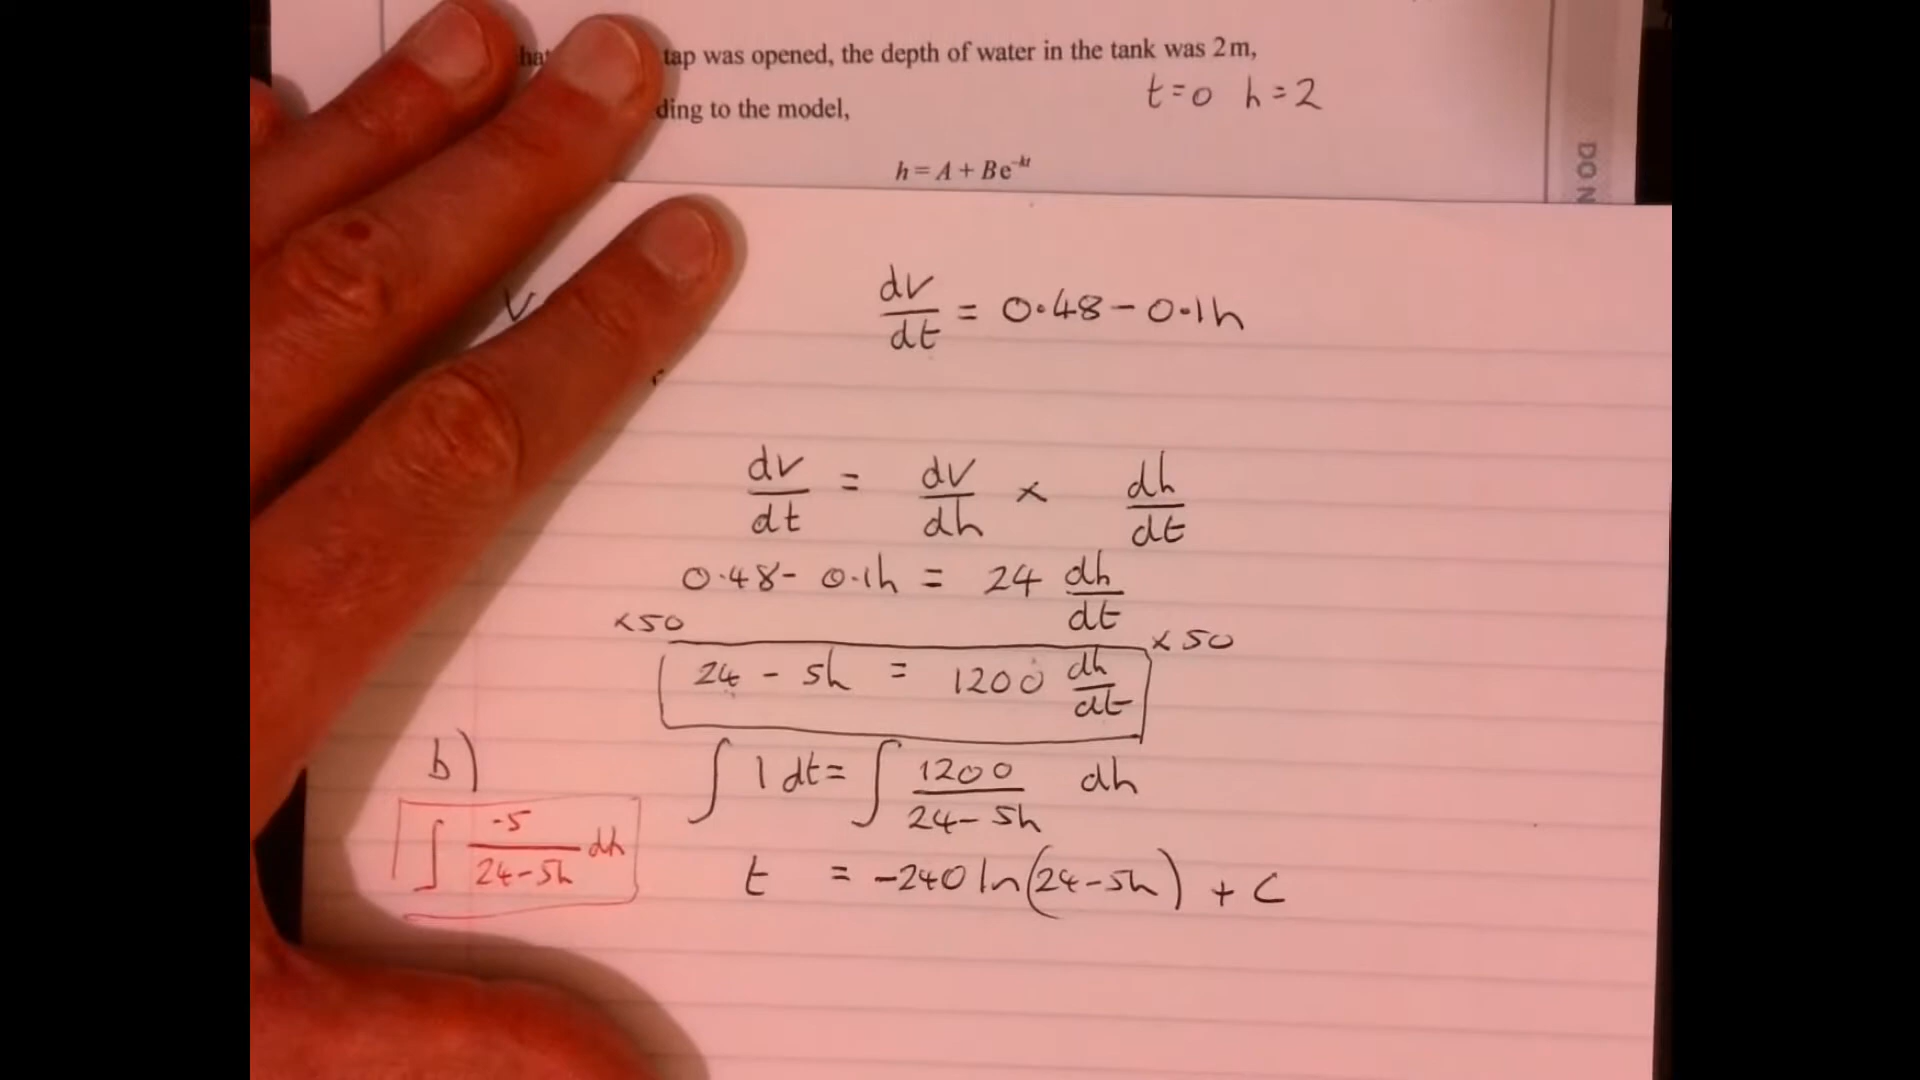 tap was opened, the depth of water in the tank was 2 m,
t=0 h=2
ding to the model,
h = A + Be^-kt
DO N
V
dv/dt = 0.48 - 0.1h
dv/dt = dv/dh × dh/dt
0.48 - 0.1h = 24 dh/dt
×50 ×50
24 - 5h = 1200 dh/dt
b)
∫ 1 dt = ∫ 1200/24-5h dh
∫ -5/24-5h dh
t = -240 ln(24-5h) + C